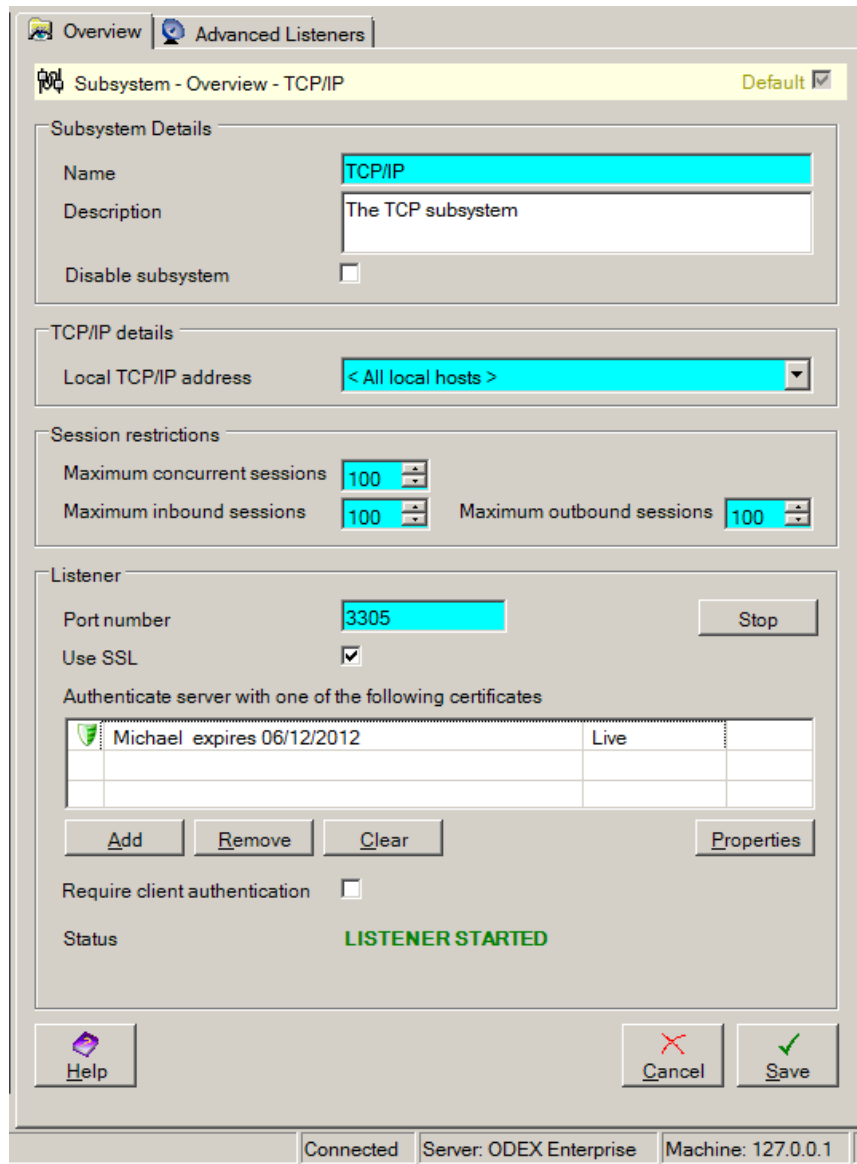 Overview Advanced Listeners
Subsystem - Overview - TCP/IP Default
Subsystem Details
Name TCP/IP
Description The TCP subsystem
Disable subsystem
TCP/IP details
Local TCP/IP address < All local hosts >
Session restrictions
Maximum concurrent sessions 100
Maximum inbound sessions 100 Maximum outbound sessions 100
Listener
Port number 3305 Stop
Use SSL
Authenticate server with one of the following certificates
Michael expires 06/12/2012 Live
Add Remove Clear Properties
Require client authentication
Status LISTENER STARTED
Help Cancel Save
Connected Server: ODEX Enterprise Machine: 127.0.0.1